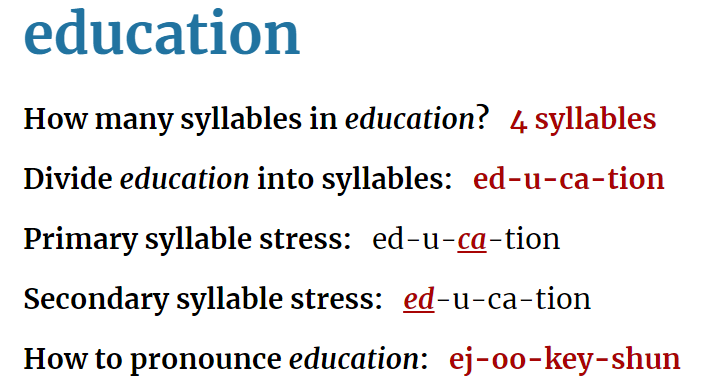 education
How many syllables in education? 4 syllables
Divide education into syllables: ed-u-ca-tion
Primary syllable stress: ed-u-ca-tion
Secondary syllable stress: ed-u-ca-tion
How to pronounce education: ej-oo-key-shun